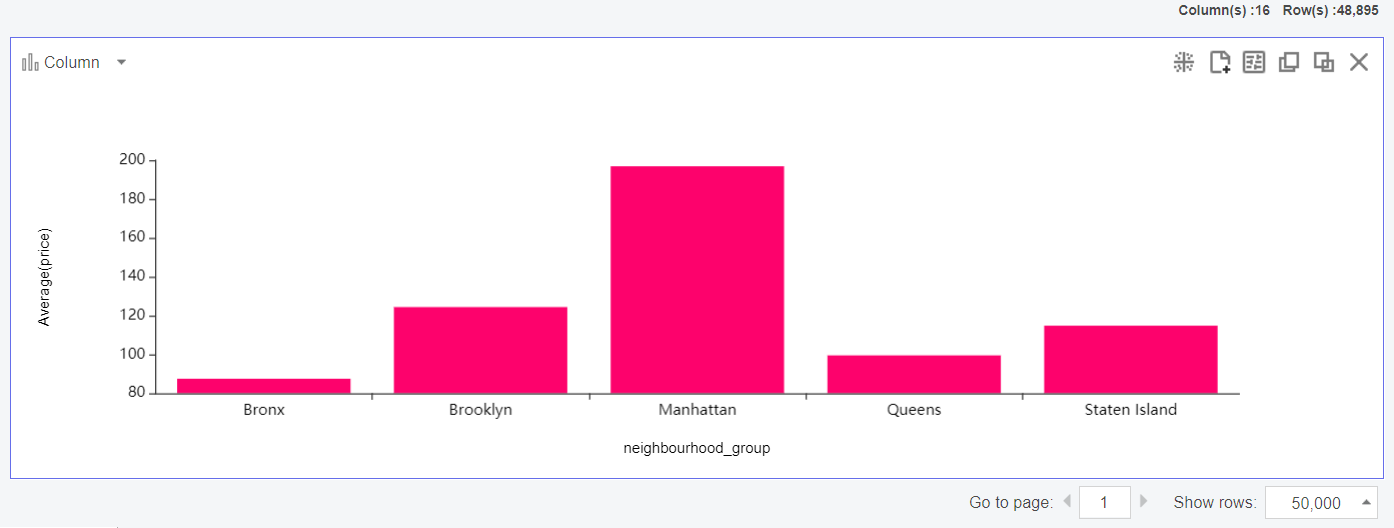 Column(s) :16 Row(s) :48,895
Column
200
180
160
140
120
100
80
Average(price)
Bronx Brooklyn Manhattan Queens Staten Island
neighbourhood_group
Go to page: 1 Show rows: 50,000